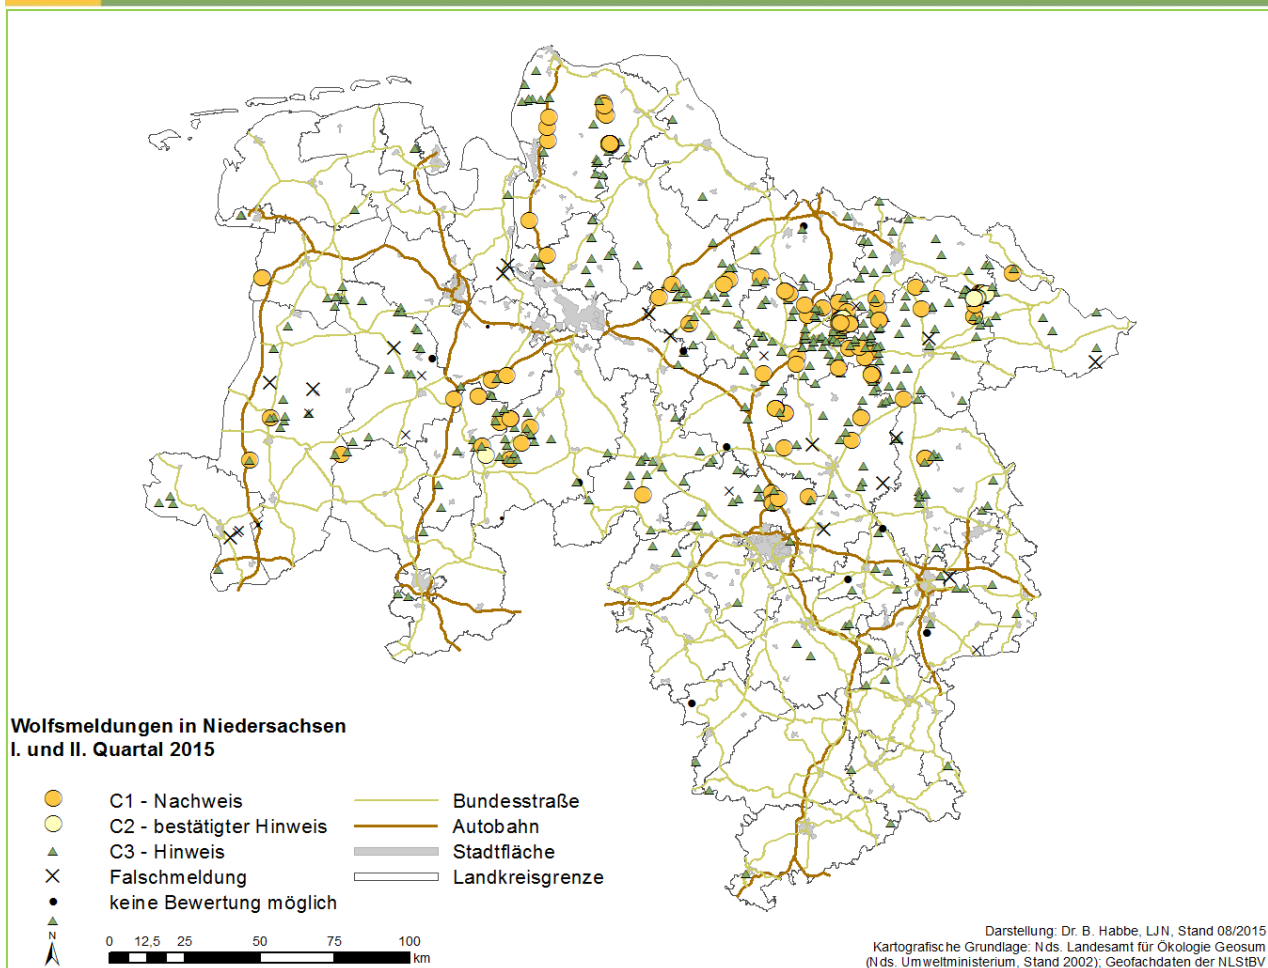 Wolfsmeldungen in Niedersachsen
I. und II. Quartal 2015
C1 - Nachweis
C2 - bestätigter Hinweis
C3 - Hinweis
Falschmeldung
keine Bewertung möglich
Bundesstraße
Autobahn
Stadtfläche
Landkreisgrenze
N
0 12,5 25 50 75 100
km
Darstellung: Dr. B. Habbe, LJN, Stand 08/2015
Kartografische Grundlage: Nds. Landesamt für Ökologie Geosum
(Nds. Umweltministerium, Stand 2002); Geofachdaten der NLStBV